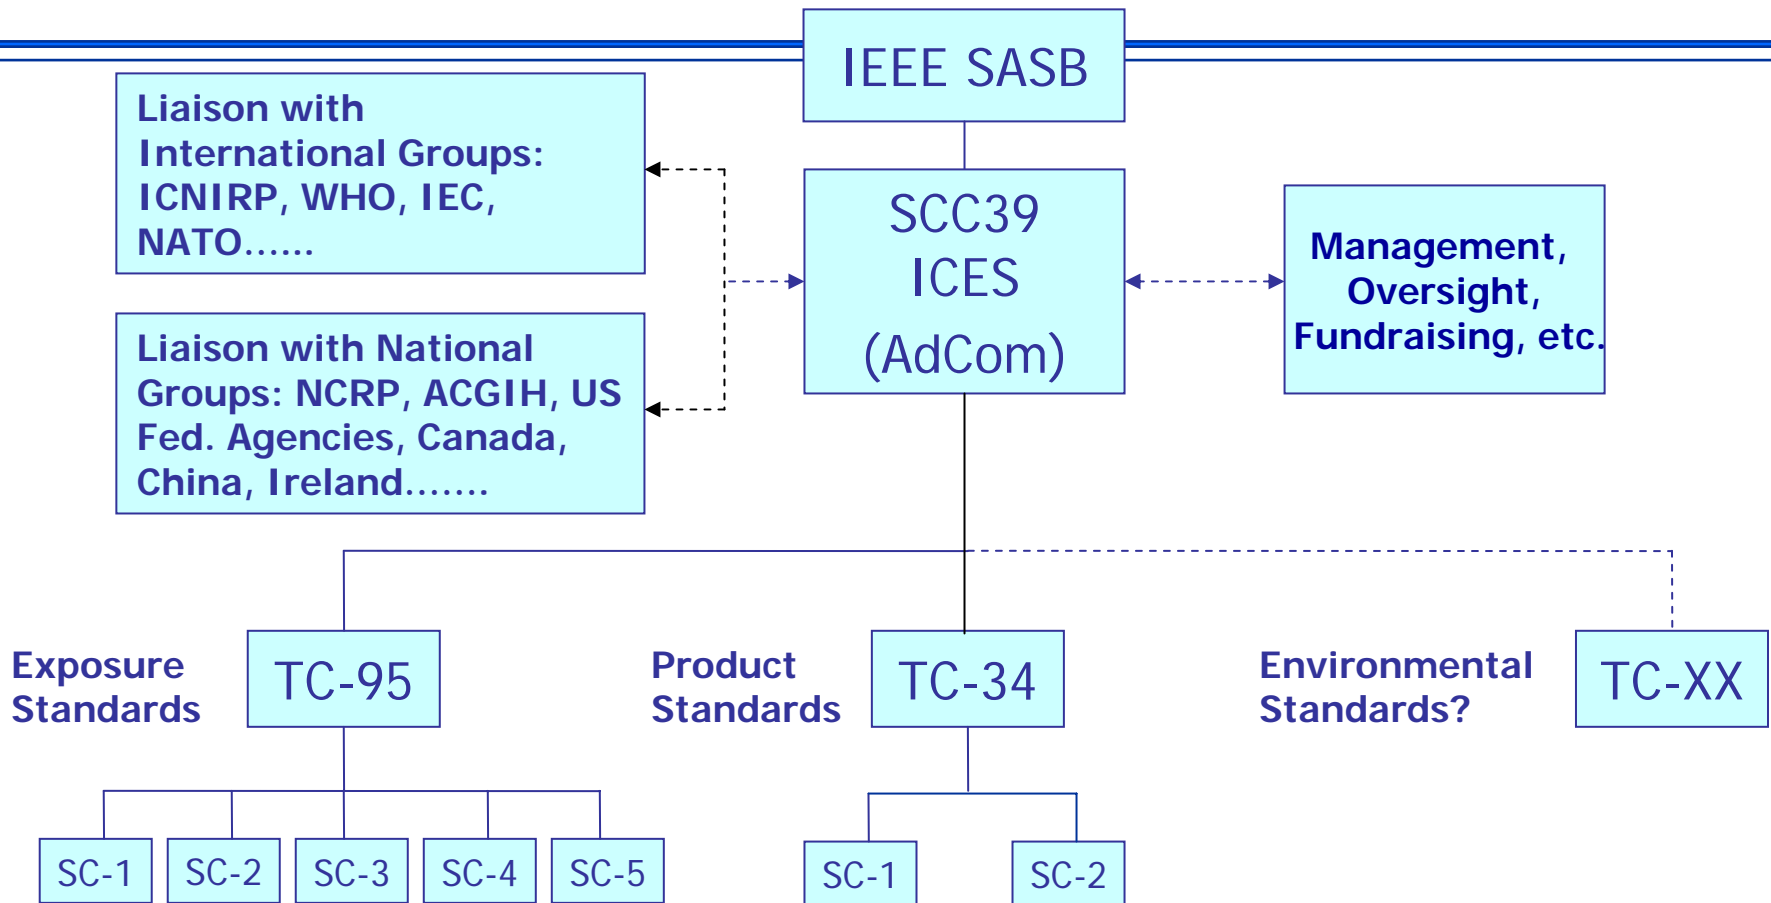 IEEE SASB
Liaison with
International Groups:
ICNIRP, WHO, IEC,
NATO......
SCC39
ICES
(AdCom)
Management,
Oversight,
Fundraising, etc.
Liaison with National
Groups: NCRP, ACGIH, US
Fed. Agencies, Canada,
China, Ireland.......
Exposure
Standards
TC-95
Product
Standards
TC-34
Environmental
Standards?
TC-XX
SC-1
SC-2
SC-3
SC-4
SC-5
SC-1
SC-2